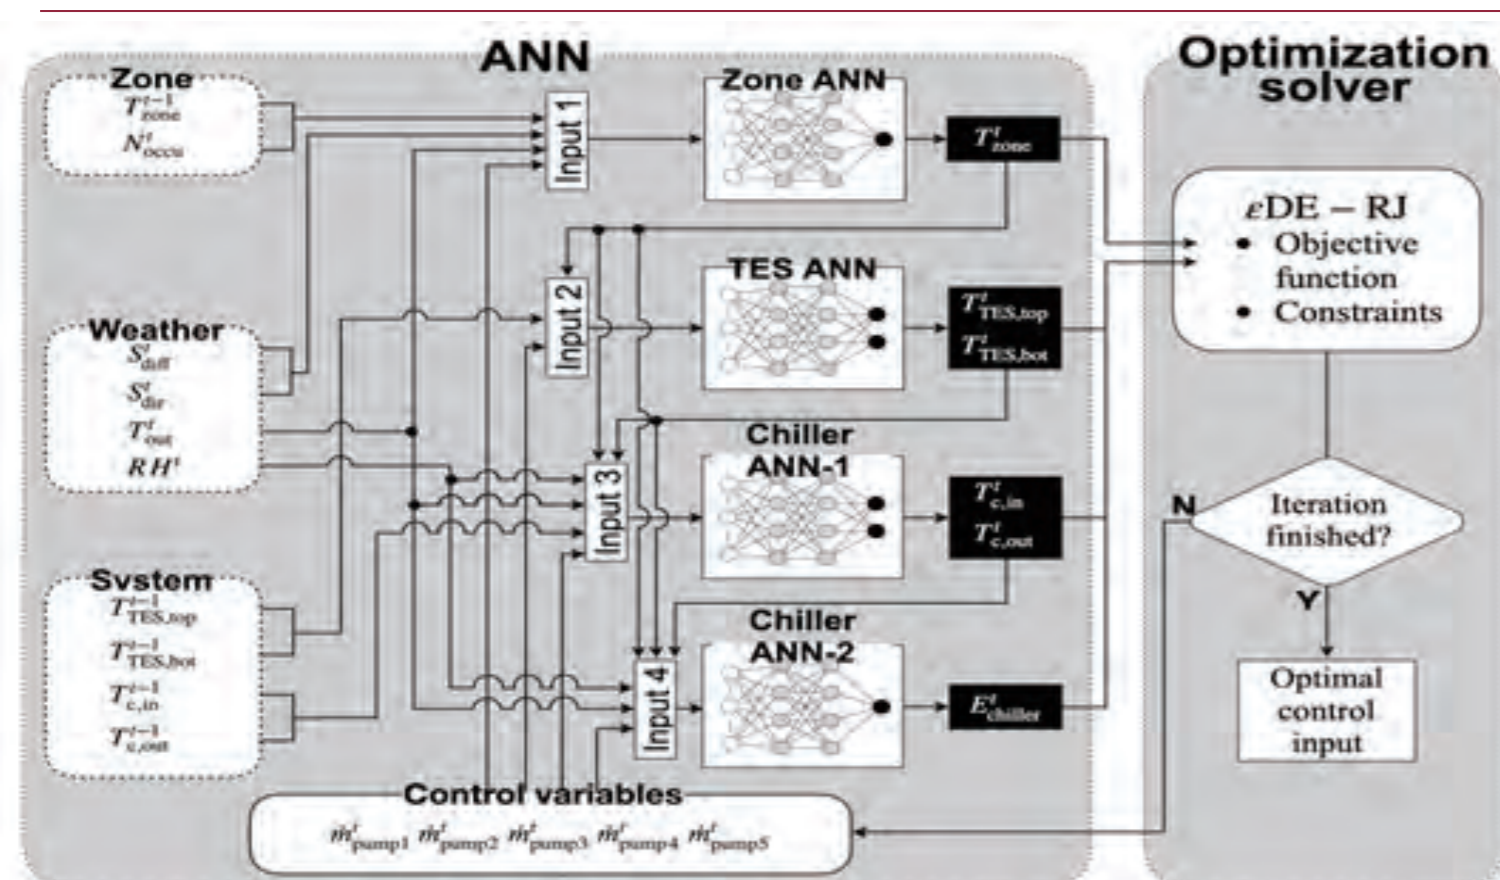 ANN
Optimization
solver
Zone
T^{t-1}_{zone}
N^t_{occu}
Weather
S^t_{diff}
S^t_{dir}
T^t_{out}
RH^t
System
T^{t-1}_{TES,top}
T^{t-1}_{TES,bot}
T^{t-1}_{c,in}
T^{t-1}_{c,out}
Input 1
Input 2
Input 3
Input 4
Zone ANN
TES ANN
Chiller
ANN-1
Chiller
ANN-2
T^t_{zone}
T^t_{TES,top}
T^t_{TES,bot}
T^t_{c,in}
T^t_{c,out}
E^t_{chiller}
Control variables
ṁ^t_{pump1} ṁ^t_{pump2} ṁ^t_{pump3} ṁ^t_{pump4} ṁ^t_{pump5}
εDE – RJ
• Objective
function
• Constraints
N
Iteration
finished?
Y
Optimal
control
input